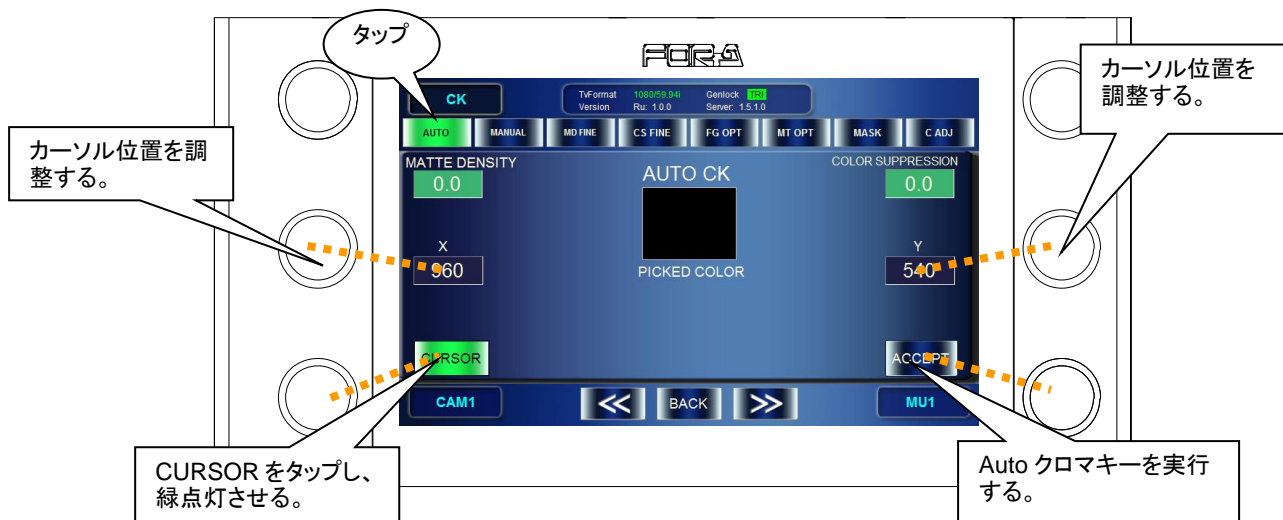 タップ
FOR-A
カーソル位置を
調整する。
カーソル位置を調
整する。
CK
TvFormat 1080/59.94i Genlock TRI
Version Ru: 1.0.0 Server: 1.5.1.0
AUTO MANUAL MD FINE CS FINE FG OPT MT OPT MASK C ADJ
MATTE DENSITY
0.0
AUTO CK
COLOR SUPPRESSION
0.0
X
960
PICKED COLOR
Y
540
CURSOR
ACCEPT
CAM1
<< BACK >>
MU1
CURSOR をタップし、
緑点灯させる。
Auto クロマキーを実行
する。